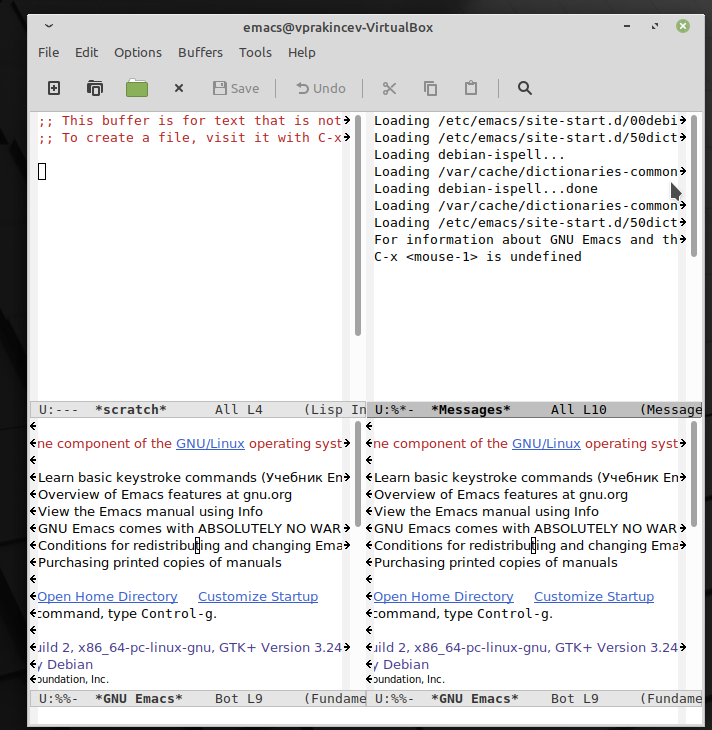 emacs@vprakincev-VirtualBox
File Edit Options Buffers Tools Help
Save Undo
;; This buffer is for text that is not
;; To create a file, visit it with C-x
U:--- *scratch* All L4 (Lisp In
Loading /etc/emacs/site-start.d/00debi
Loading /etc/emacs/site-start.d/50dict
Loading debian-ispell...
Loading /var/cache/dictionaries-common
Loading debian-ispell...done
Loading /var/cache/dictionaries-common
Loading /etc/emacs/site-start.d/50dict
For information about GNU Emacs and th
C-x <mouse-1> is undefined
U:%*- *Messages* All L10 (Message
ne component of the GNU/Linux operating syst
Learn basic keystroke commands (Учебник Em
Overview of Emacs features at gnu.org
View the Emacs manual using Info
GNU Emacs comes with ABSOLUTELY NO WAR
Conditions for redistributing and changing Ema
Purchasing printed copies of manuals
Open Home Directory Customize Startup
command, type Control-g.
uild 2, x86_64-pc-linux-gnu, GTK+ Version 3.24
y Debian
oundation, Inc.
U:%%- *GNU Emacs* Bot L9 (Fundame
ne component of the GNU/Linux operating syst
Learn basic keystroke commands (Учебник Em
Overview of Emacs features at gnu.org
View the Emacs manual using Info
GNU Emacs comes with ABSOLUTELY NO WAR
Conditions for redistributing and changing Ema
Purchasing printed copies of manuals
Open Home Directory Customize Startup
command, type Control-g.
uild 2, x86_64-pc-linux-gnu, GTK+ Version 3.24
y Debian
oundation, Inc.
U:%%- *GNU Emacs* Bot L9 (Fundame